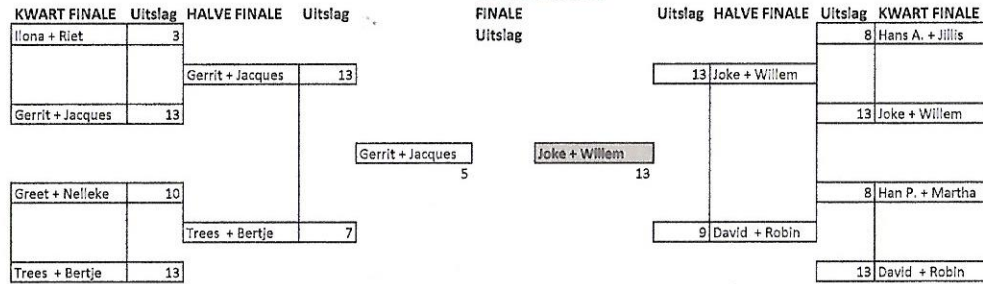 KWART FINALE Uitslag HALVE FINALE Uitslag FINALE Uitslag HALVE FINALE Uitslag KWART FINALE
Ilona + Riet 3 Uitslag 8 Hans A. + Jillis
Gerrit + Jacques 13 13 Joke + Willem
Gerrit + Jacques 13 13 Joke + Willem
Gerrit + Jacques Joke + Willem
5 13
Greet + Nelleke 10 8 Han P. + Martha
Trees + Bertje 7 9 David + Robin
Trees + Bertje 13 13 David + Robin